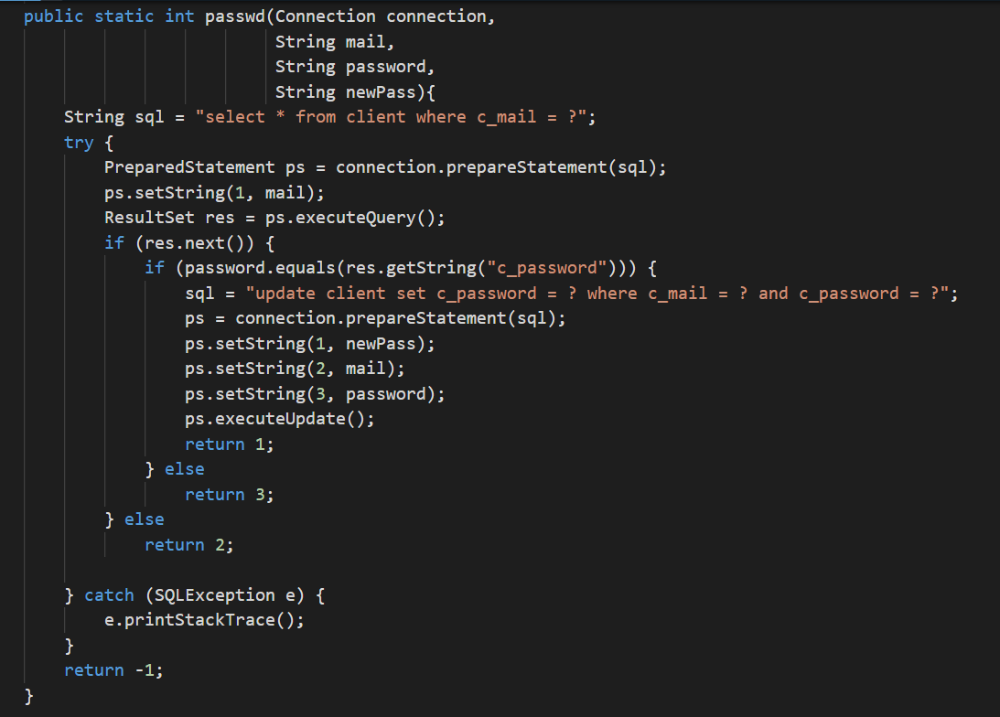 public static int passwd(Connection connection,
                         String mail,
                         String password,
                         String newPass){
    String sql = "select * from client where c_mail = ?";
    try {
        PreparedStatement ps = connection.prepareStatement(sql);
        ps.setString(1, mail);
        ResultSet res = ps.executeQuery();
        if (res.next()) {
            if (password.equals(res.getString("c_password"))) {
                sql = "update client set c_password = ? where c_mail = ? and c_password = ?";
                ps = connection.prepareStatement(sql);
                ps.setString(1, newPass);
                ps.setString(2, mail);
                ps.setString(3, password);
                ps.executeUpdate();
                return 1;
            } else
                return 3;
        } else
            return 2;

    } catch (SQLException e) {
        e.printStackTrace();
    }
    return -1;
}